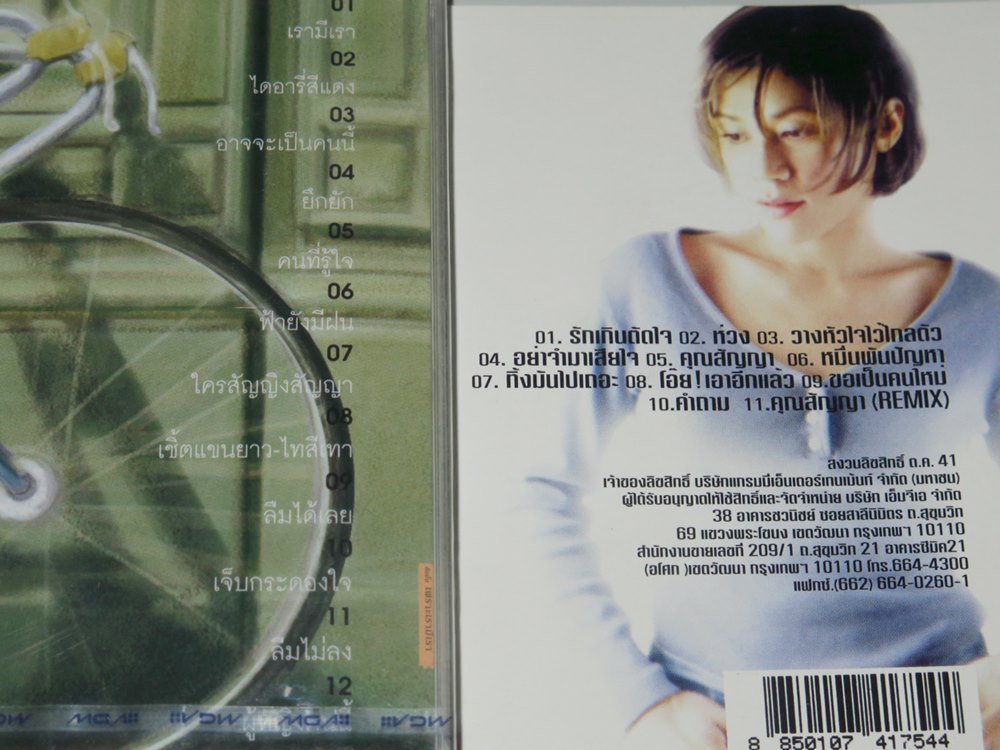 01
เรามีเรา
02
ไดอารี่สีแดง
03
อาจจะเป็นคนนี้
04
ยึกยัก
05
คนที่รู้ใจ
06
ฟ้ายังมีฝน
07
ใครสัญญิงสัญญา
08
เชิ้ตแขนยาว-ไทสีเทา
09
ลืมได้เลย
10
เจ็บกระดองใจ
11
ลืมไม่ลง
12
MGA
01. รักเกินตัดใจ 02. ห่วง 03. วางหัวใจไว้ไกลตัว
04. อย่าจำมาเสียใจ 05. คุณสัญญา 06. หมื่นพันปัญหา
07. ทิ้งมันไปเถอะ 08. โอ๊ย! เอาอีกแล้ว 09. ขอเป็นคนใหม่
10. คำถาม 11. คุณสัญญา (REMIX)
สงวนลิขสิทธิ์ ต.ค. 41
เจ้าของลิขสิทธิ์ บริษัทแกรมมี่เอ็นเตอร์เทนเม้นท์ จำกัด (มหาชน)
ผู้ได้รับอนุญาตให้ใช้สิทธิ์และจัดจำหน่าย บริษัท เอ็มจีเอ จำกัด
38 อาคารชวนิชย์ ซอยสาลีนิมิตร ถ.สุขุมวิท
69 แขวงพระโขนง เขตวัฒนา กรุงเทพฯ 10110
สำนักงานขายเลขที่ 209/1 ถ.สุขุมวิท 21 อาคารซีมิค21
(อโศก )เขตวัฒนา กรุงเทพฯ 10110 โทร.664-4300
แฟกซ์.(662) 664-0260-1
8 850107 417544